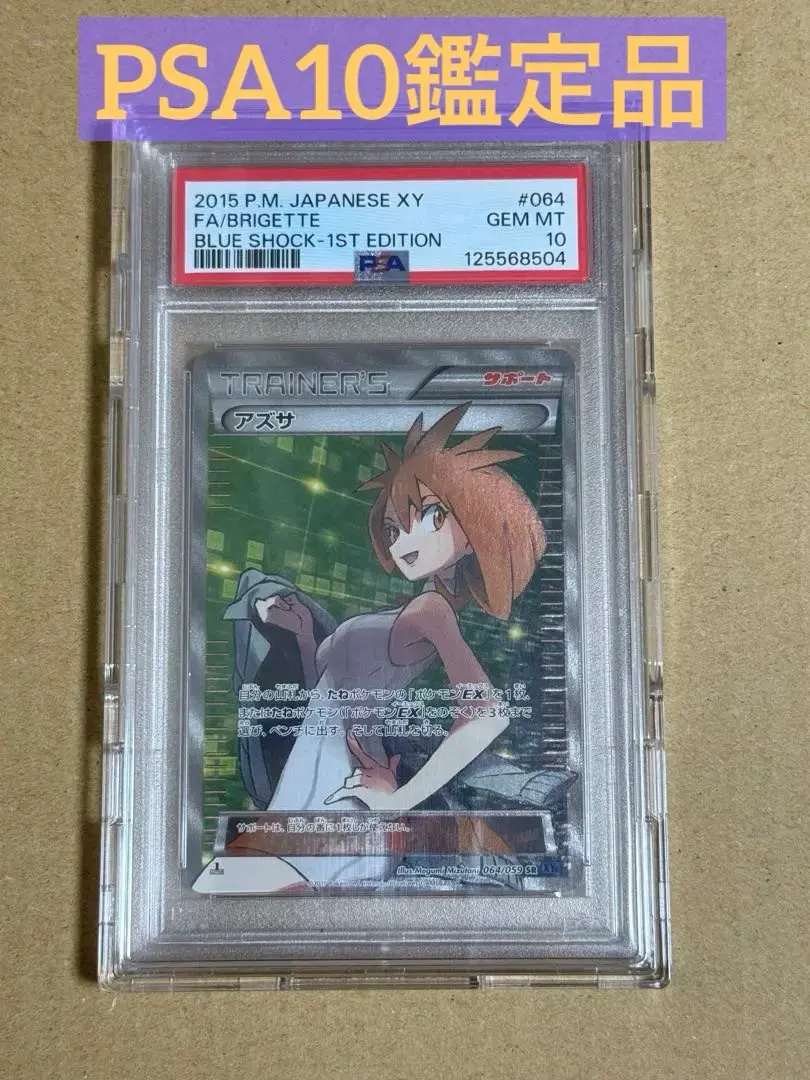 PSA10鑑定品
2015 P.M. JAPANESE XY #064
FA/BRIGETTE GEM MT
BLUE SHOCK-1ST EDITION 10
PSA 125568504
TRAINER'S サポート
アズサ
自分の山札から、たねポケモンの「ポケモンEX」を1枚、
またはたねポケモン(「ポケモンEX」をのぞく)を3枚まで
選び、ベンチに出す。そして山札を切る。
サポートは、自分の番に1枚しか使えない。
1
Illus. Megumi Mizutani 064/059 SR XY